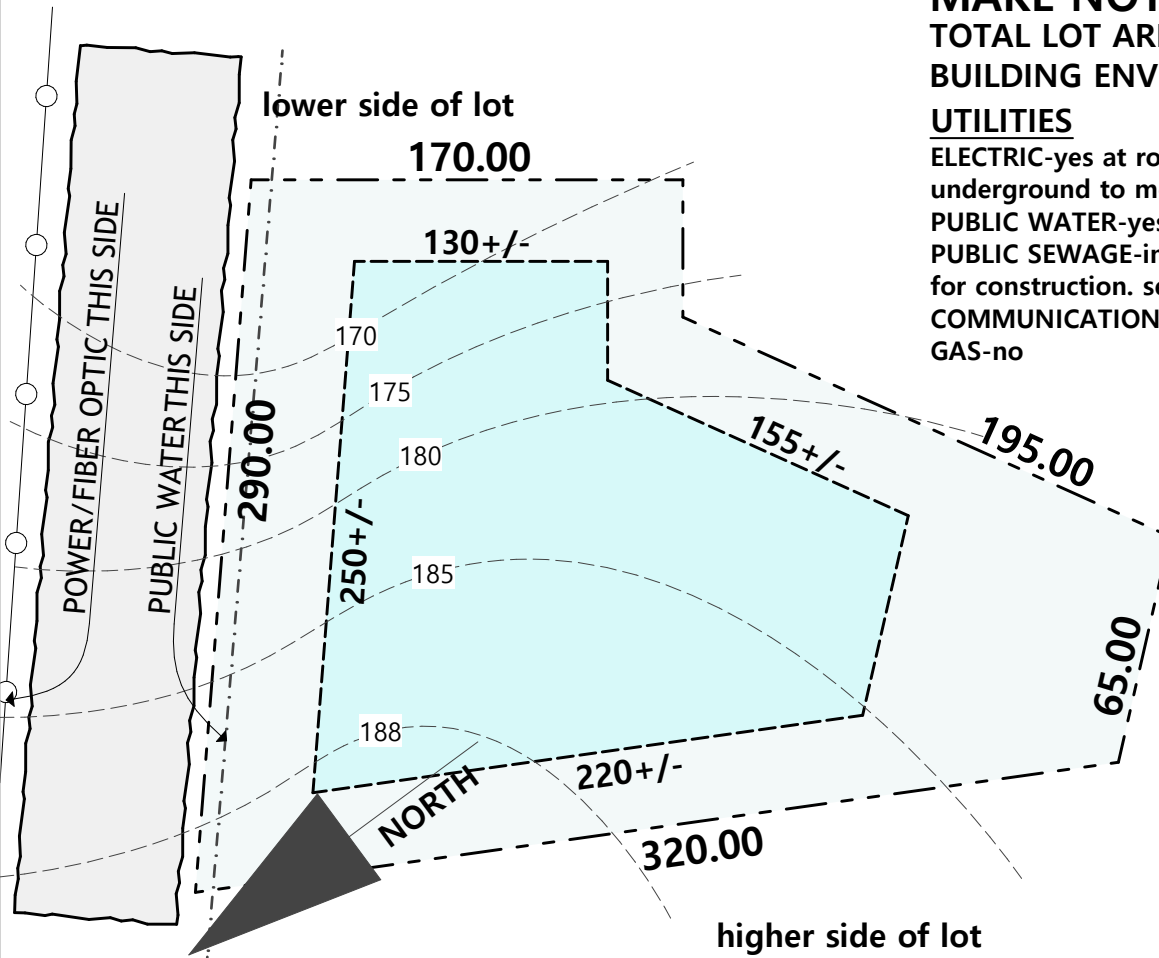 MAKE NOT
TOTAL LOT AR
BUILDING ENV
UTILITIES
ELECTRIC-yes at ro
underground to m
PUBLIC WATER-yes
PUBLIC SEWAGE-in
for construction. s
COMMUNICATION
GAS-no
lower side of lot
170.00
130+/-
POWER/FIBER OPTIC THIS SIDE
PUBLIC WATER THIS SIDE
290.00
250+/-
170
175
180
185
188
155+/-
195.00
65.00
220+/-
NORTH
320.00
higher side of lot